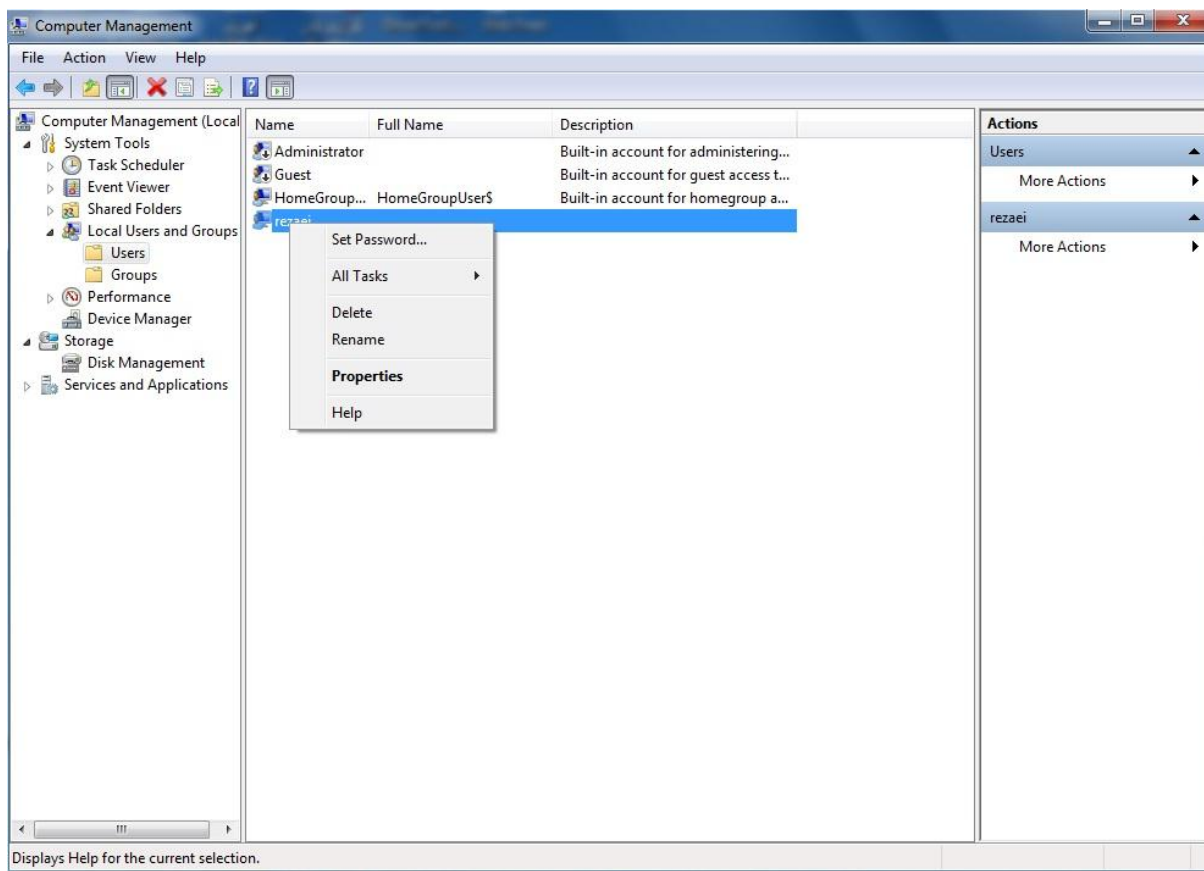 Computer Management
File Action View Help
Computer Management (Local
System Tools
Task Scheduler
Event Viewer
Shared Folders
Local Users and Groups
Users
Groups
Performance
Device Manager
Storage
Disk Management
Services and Applications
Name Full Name Description
Administrator Built-in account for administering...
Guest Built-in account for guest access t...
HomeGroup... HomeGroupUser$ Built-in account for homegroup a...
rezaei
Set Password...
All Tasks
Delete
Rename
Properties
Help
Actions
Users
More Actions
rezaei
More Actions
Displays Help for the current selection.